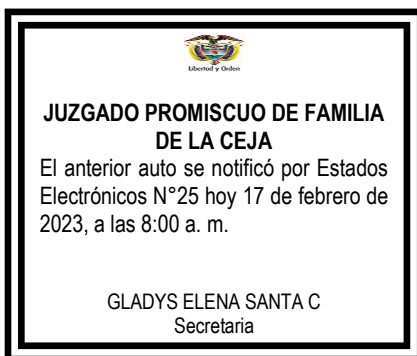 Libertad y Orden
JUZGADO PROMISCUO DE FAMILIA
DE LA CEJA
El anterior auto se notificó por Estados
Electrónicos N°25 hoy 17 de febrero de
2023, a las 8:00 a. m.
GLADYS ELENA SANTA C
Secretaria